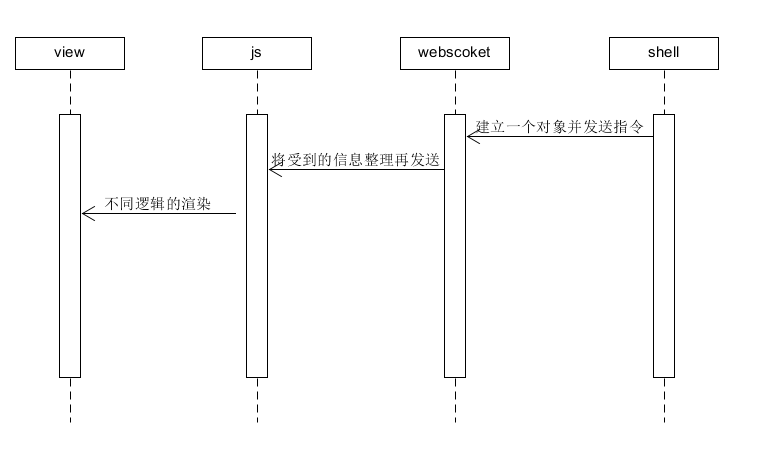 view
js
webscoket
shell
建立一个对象并发送指令
将受到的信息整理再发送
不同逻辑的渲染